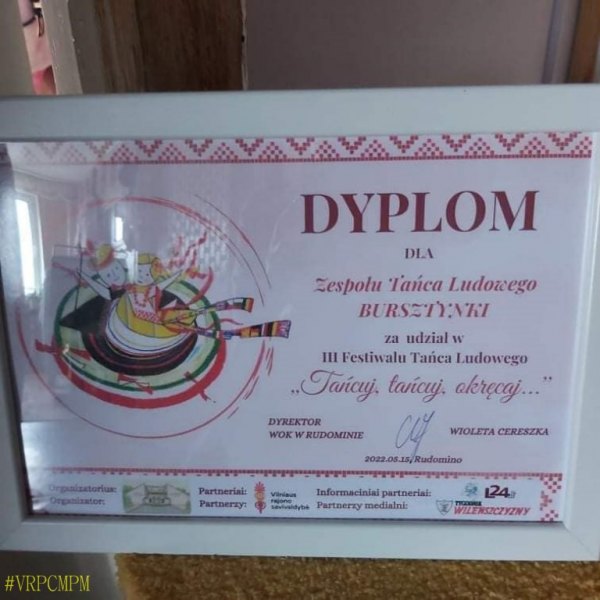 DYPLOM
DLA
Zespołu Tańca Ludowego
BURSZTYNKI
za udział w
III Festiwalu Tańca Ludowego
„Tańcuj, tańcuj, okręcaj...”
DYREKTOR
WOK W RUDOMINIE
WIOLETA CERESZKA
2022.05.15, Rudomino
Organizatorius:
Organizator:
Partneriai:
Partnerzy:
Vilniaus
rajono
savivaldybė
Informaciniai partneriai:
Partnerzy medialni:
L24.lt
TYGODNIK
WILEŃSZCZYZNY
#VRPCMPM